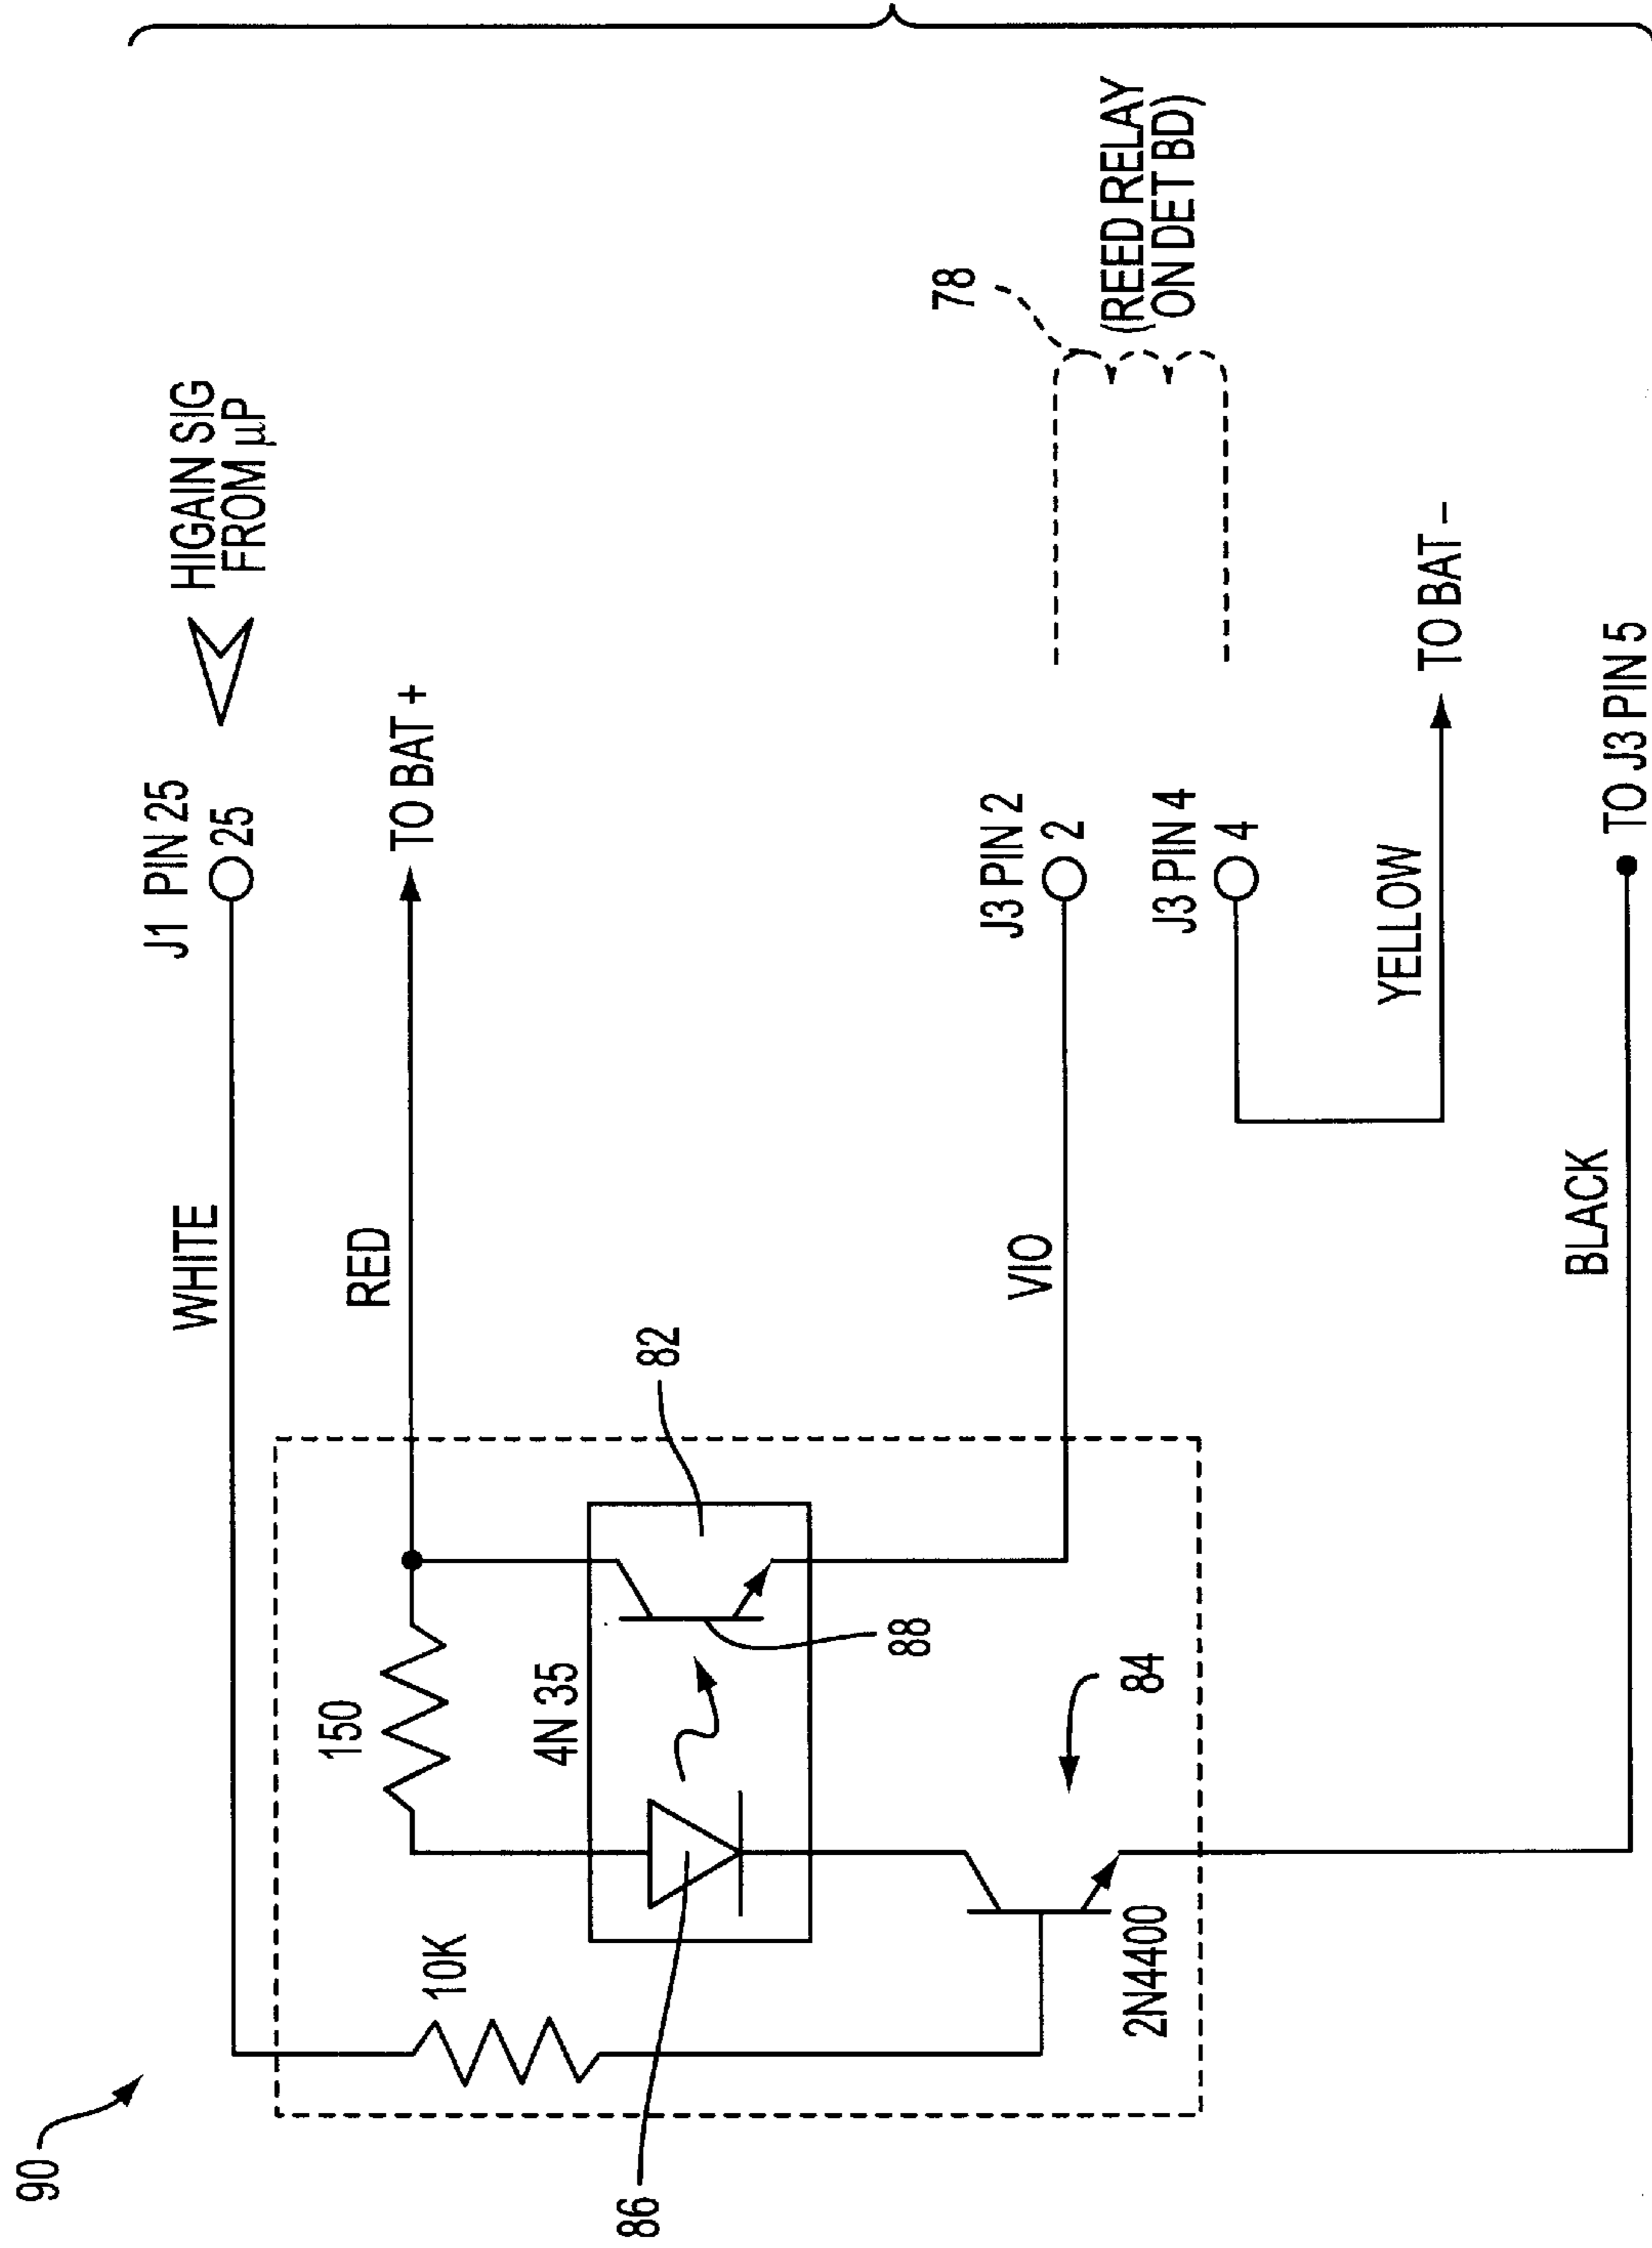 90
WHITE
J1 PIN 25
25
HIGAIN SIG
FROM µP
RED
TO BAT +
150
10K
4N 35
82
86
88
84
2N4400
VIO
J3 PIN 2
2
78
(REED RELAY
ON DET BD)
J3 PIN 4
4
YELLOW
TO BAT –
BLACK
TO J3 PIN 5